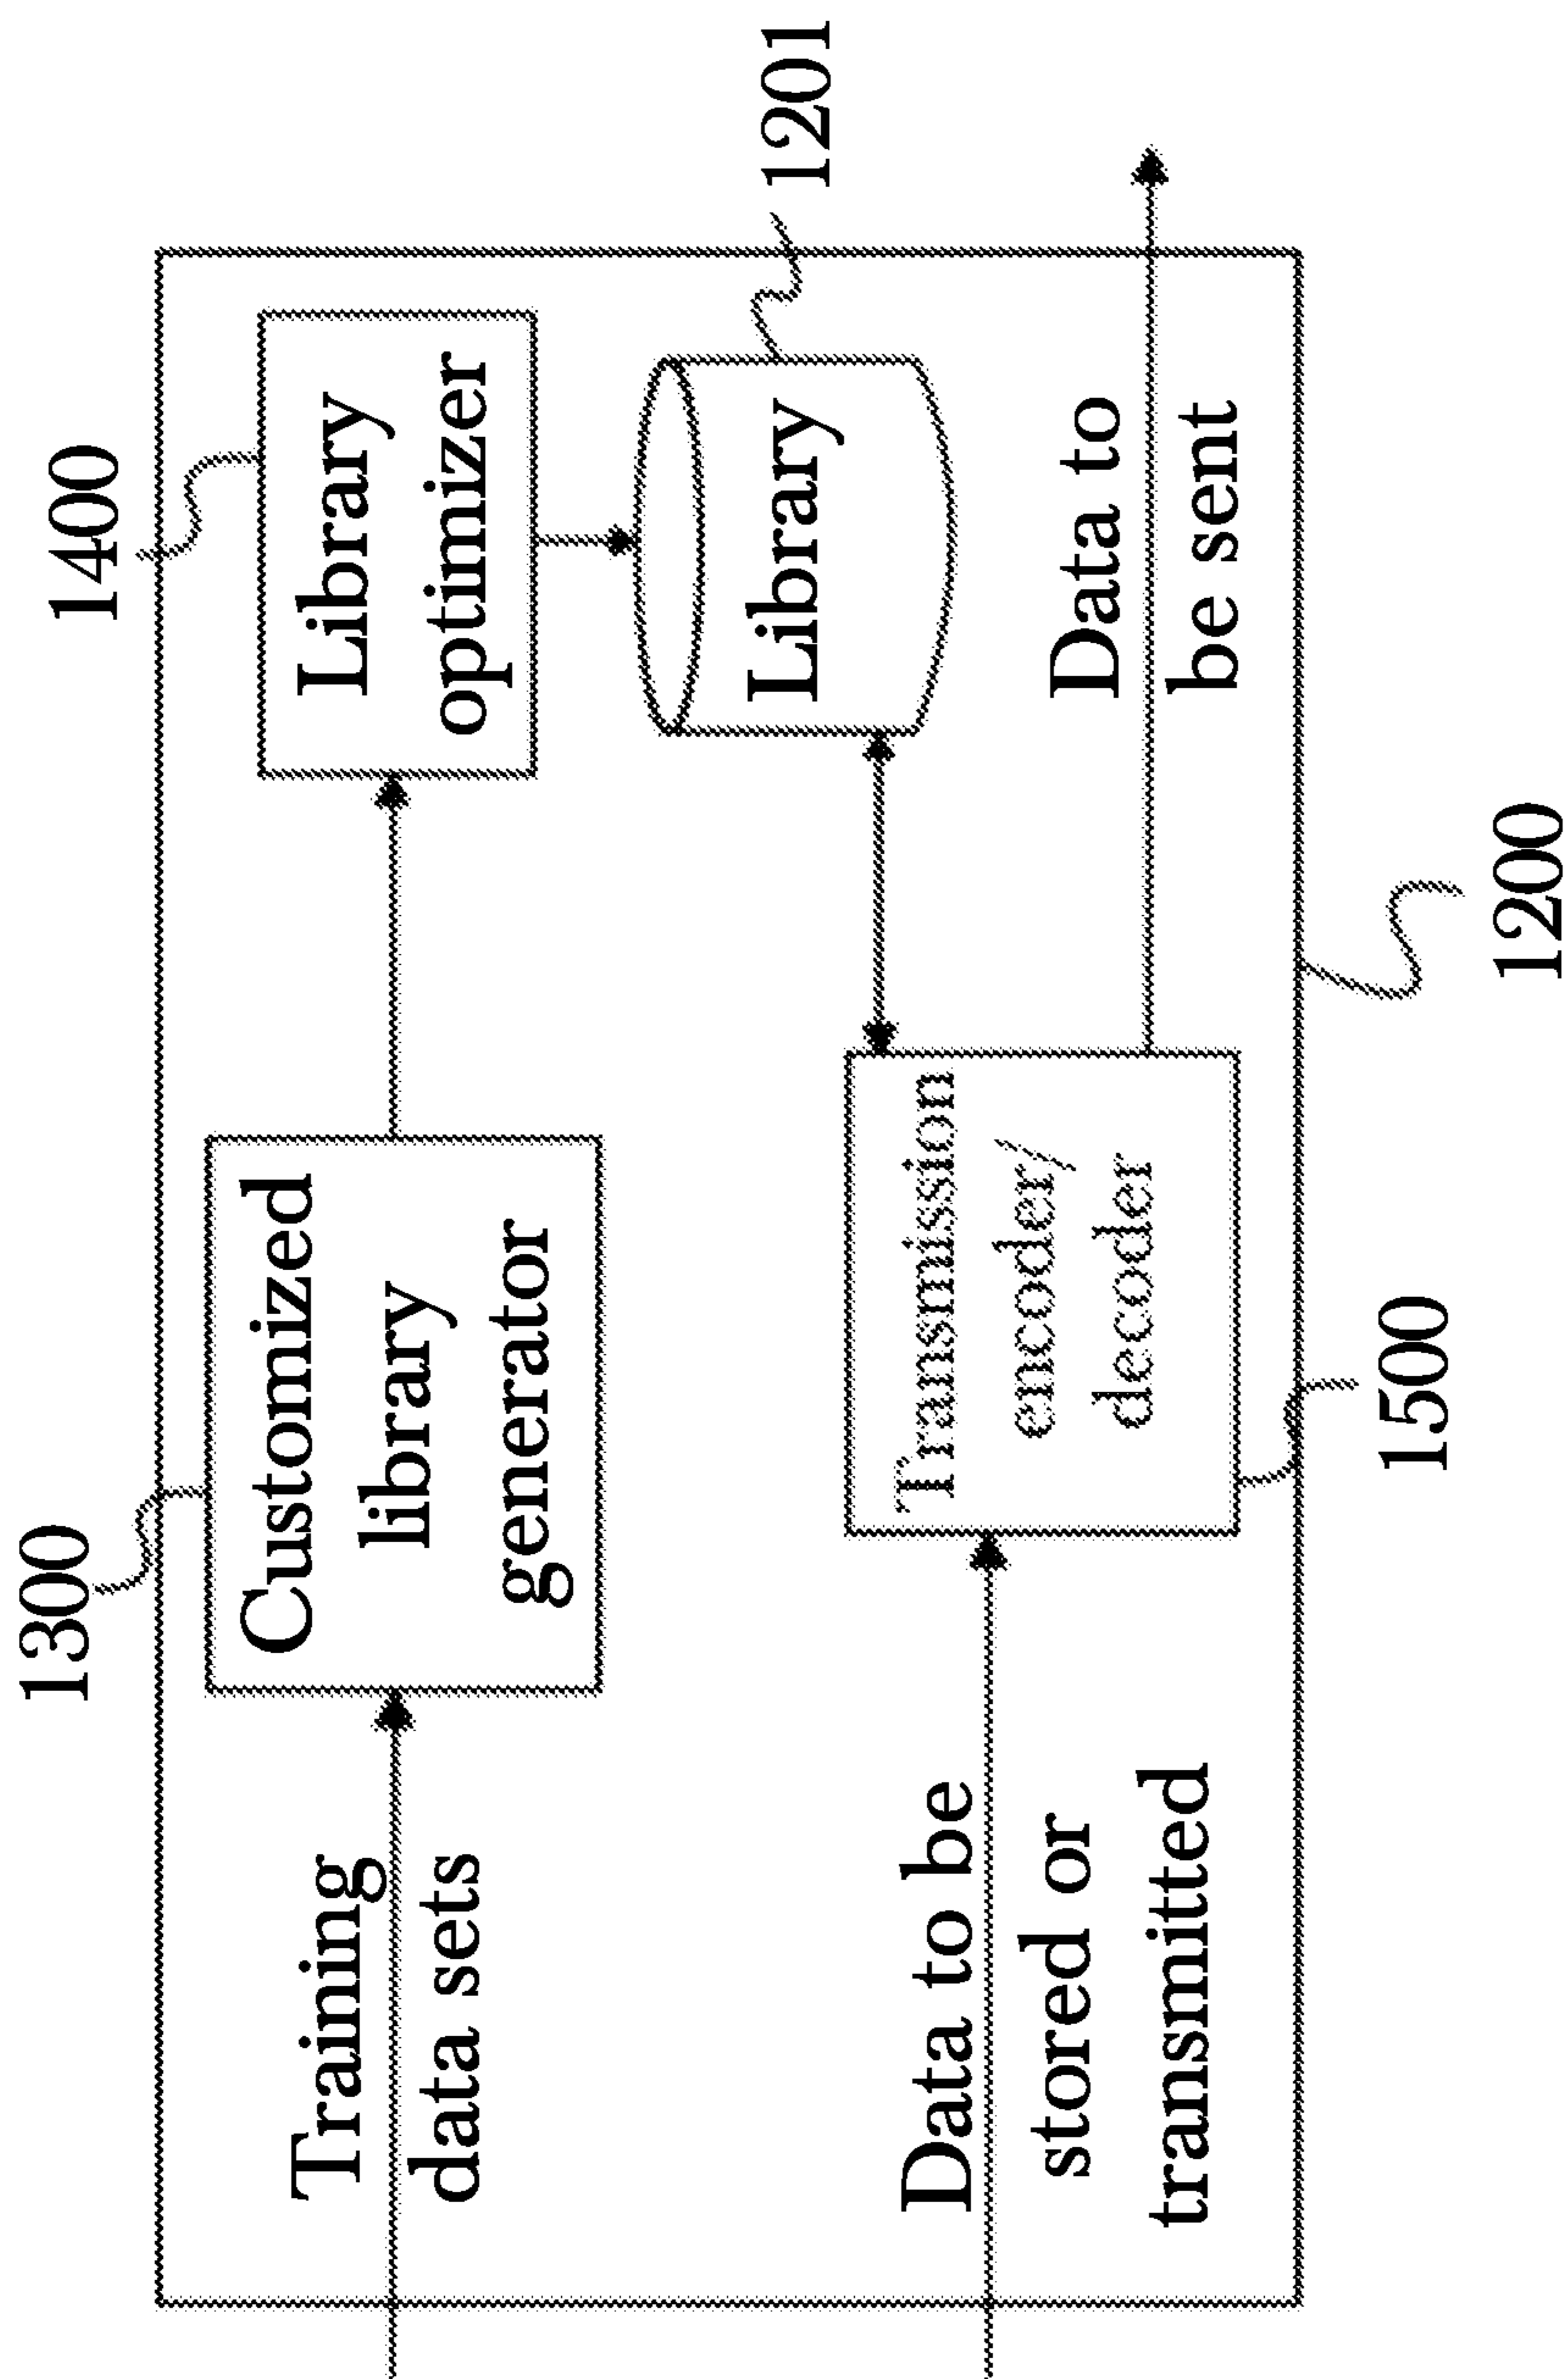 1300
1400
Training
data sets
Customized
library
generator
Library
optimizer
Library
1201
Data to be
stored or
transmitted
Transmission
encoder/
decoder
Data to
be sent
1500
1200